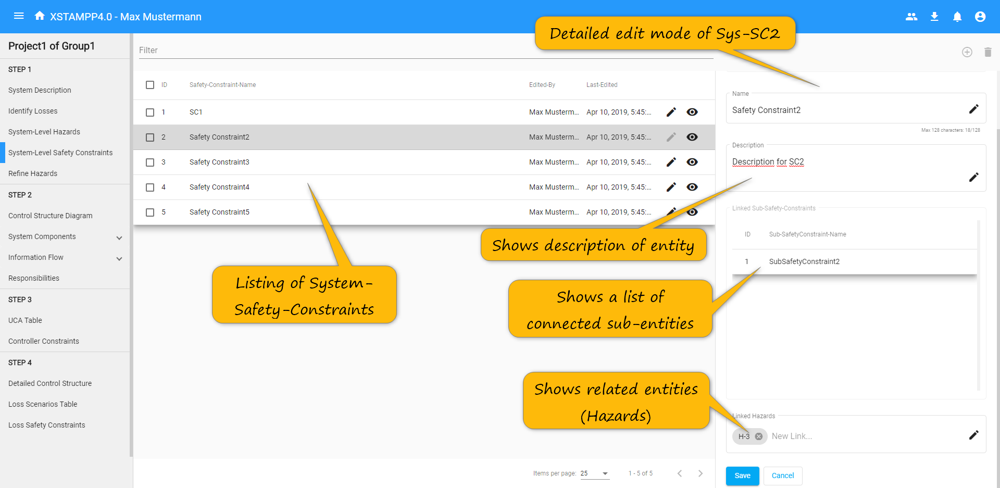 XSTAMPP4.0 - Max Mustermann
Detailed edit mode of Sys-SC2
Project1 of Group1
STEP 1
System Description
Identify Losses
System-Level Hazards
System-Level Safety Constraints
Refine Hazards
STEP 2
Control Structure Diagram
System Components
Information Flow
Responsibilities
STEP 3
UCA Table
Controller Constraints
STEP 4
Detailed Control Structure
Loss Scenarios Table
Loss Safety Constraints
Filter
ID Safety-Constraint-Name Edited-By Last-Edited
1 SC1 Max Musterm... Apr 10, 2019, 5:45:...
2 Safety Constraint2 Max Musterm... Apr 10, 2019, 5:45:...
3 Safety Constraint3 Max Musterm... Apr 10, 2019, 5:45:...
4 Safety Constraint4 Max Musterm... Apr 10, 2019, 5:45:...
5 Safety Constraint5 Max Musterm... Apr 10, 2019, 5:45:...
Listing of System-
Safety-Constraints
Shows description of entity
Shows a list of
connected sub-entities
Shows related entities
(Hazards)
Items per page: 25 1 - 5 of 5
Name
Safety Constraint2
Max 128 characters: 18/128
Description
Description for SC2
Linked Sub-Safety-Constraints
ID Sub-SafetyConstraint-Name
1 SubSafetyConstraint2
Linked Hazards
H-3 New Link...
Save Cancel